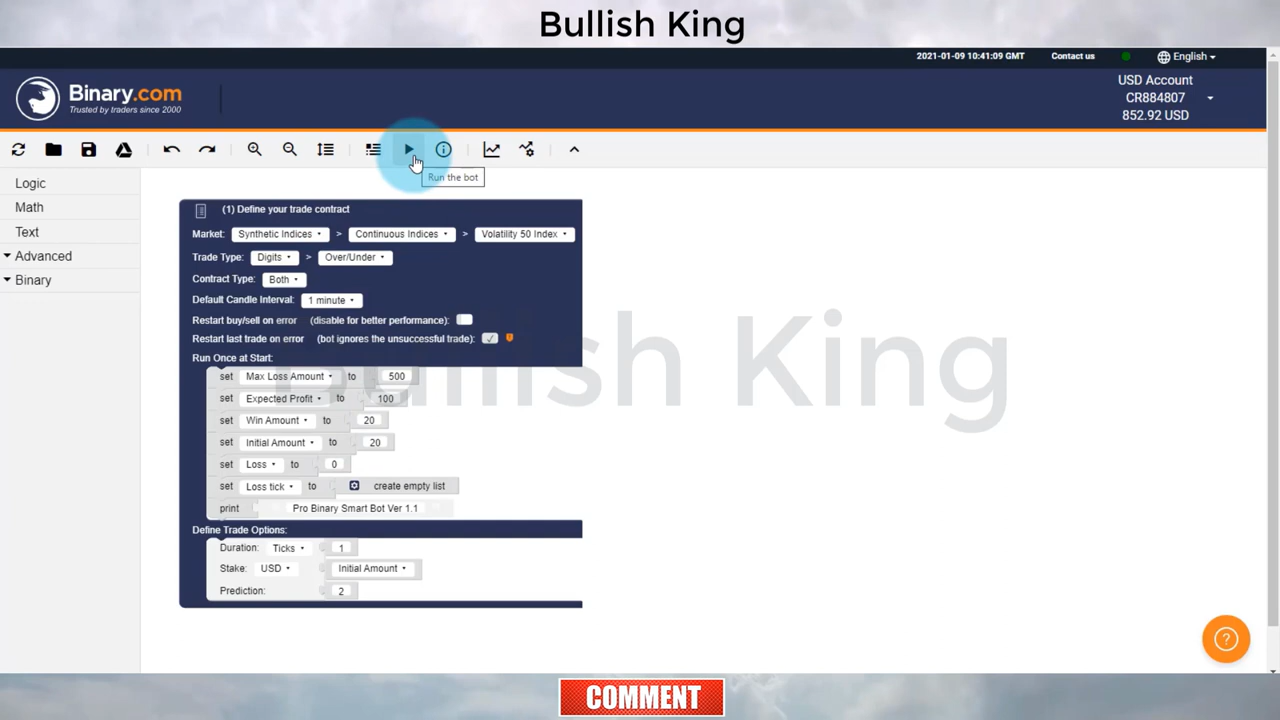 Bullish King
2021-01-09 10:41:09 GMT Contact us English
Binary.com
Trusted by traders since 2000
USD Account
CR884807
852.92 USD
Run the bot
Logic
Math
Text
Advanced
Binary
(1) Define your trade contract
Market: Synthetic Indices > Continuous Indices > Volatility 50 Index
Trade Type: Digits > Over/Under
Contract Type: Both
Default Candle Interval: 1 minute
Restart buy/sell on error (disable for better performance):
Restart last trade on error (bot ignores the unsuccessful trade): ✓
Run Once at Start:
set Max Loss Amount to 500
set Expected Profit to 100
set Win Amount to 20
set Initial Amount to 20
set Loss to 0
set Loss tick to create empty list
print Pro Binary Smart Bot Ver 1.1
Define Trade Options:
Duration: Ticks 1
Stake: USD Initial Amount
Prediction: 2
Bullish King
COMMENT